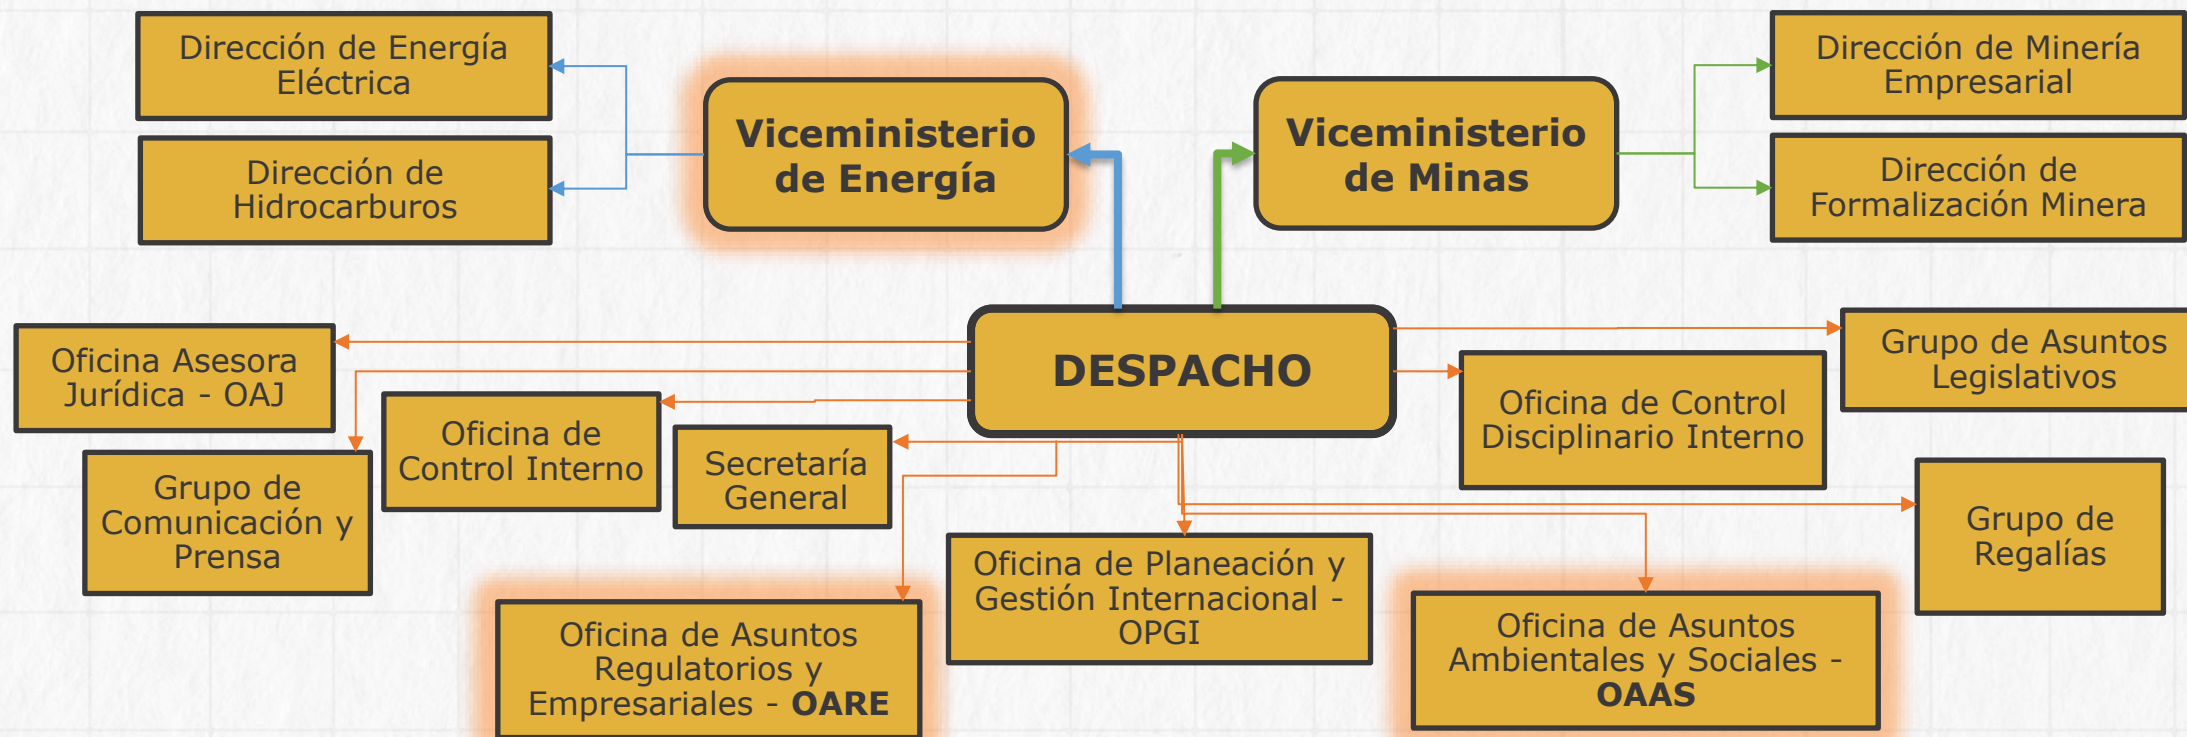 Dirección de Energía
Eléctrica
Dirección de
Hidrocarburos
Viceministerio
de Energía
Viceministerio
de Minas
Dirección de Minería
Empresarial
Dirección de
Formalización Minera
DESPACHO
Oficina Asesora
Jurídica - OAJ
Grupo de
Comunicación y
Prensa
Oficina de
Control Interno
Secretaría
General
Oficina de Asuntos
Regulatorios y
Empresariales - OARE
Oficina de Planeación y
Gestión Internacional -
OPGI
Oficina de Control
Disciplinario Interno
Grupo de Asuntos
Legislativos
Grupo de
Regalías
Oficina de Asuntos
Ambientales y Sociales -
OAAS